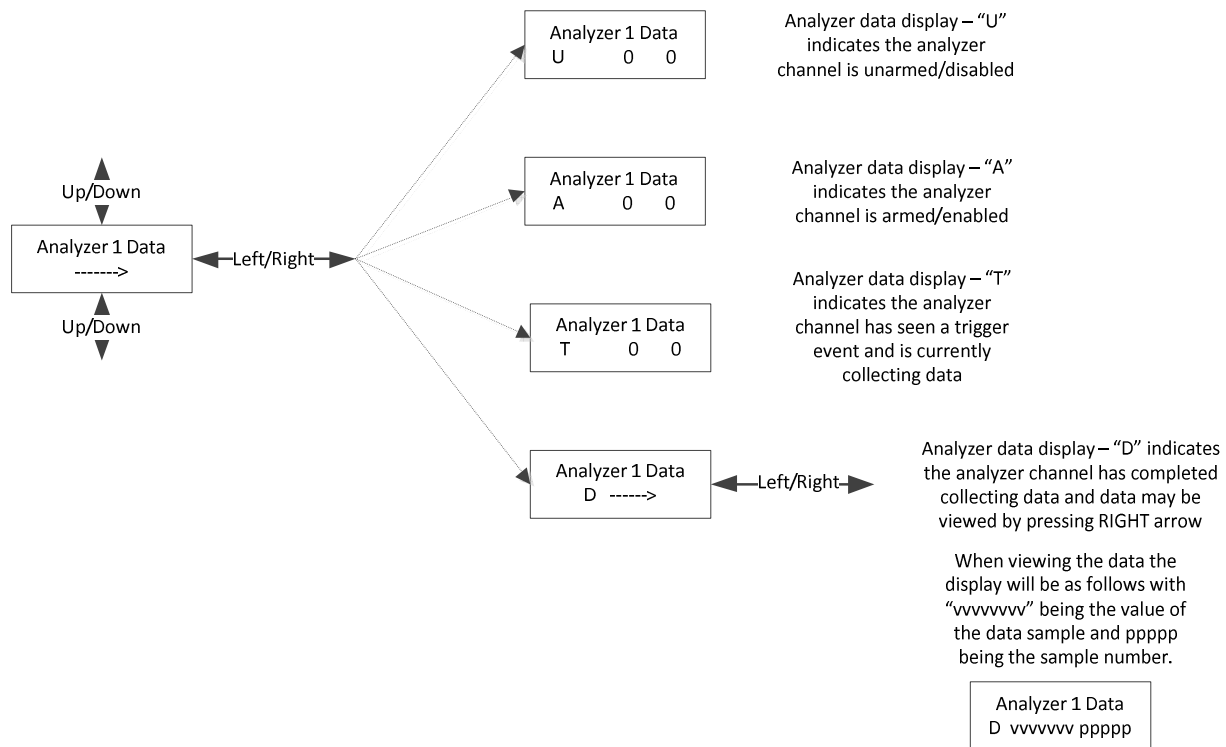 Analyzer 1 Data
U 0 0
Analyzer data display – “U”
indicates the analyzer
channel is unarmed/disabled
Analyzer 1 Data
A 0 0
Analyzer data display – “A”
indicates the analyzer
channel is armed/enabled
Up/Down
Analyzer 1 Data
------->
Left/Right
Up/Down
Analyzer 1 Data
T 0 0
Analyzer data display – “T”
indicates the analyzer
channel has seen a trigger
event and is currently
collecting data
Analyzer 1 Data
D ------>
Left/Right
Analyzer data display – “D” indicates
the analyzer channel has completed
collecting data and data may be
viewed by pressing RIGHT arrow
When viewing the data the
display will be as follows with
“vvvvvvvv” being the value of
the data sample and ppppp
being the sample number.
Analyzer 1 Data
D vvvvvvv ppppp